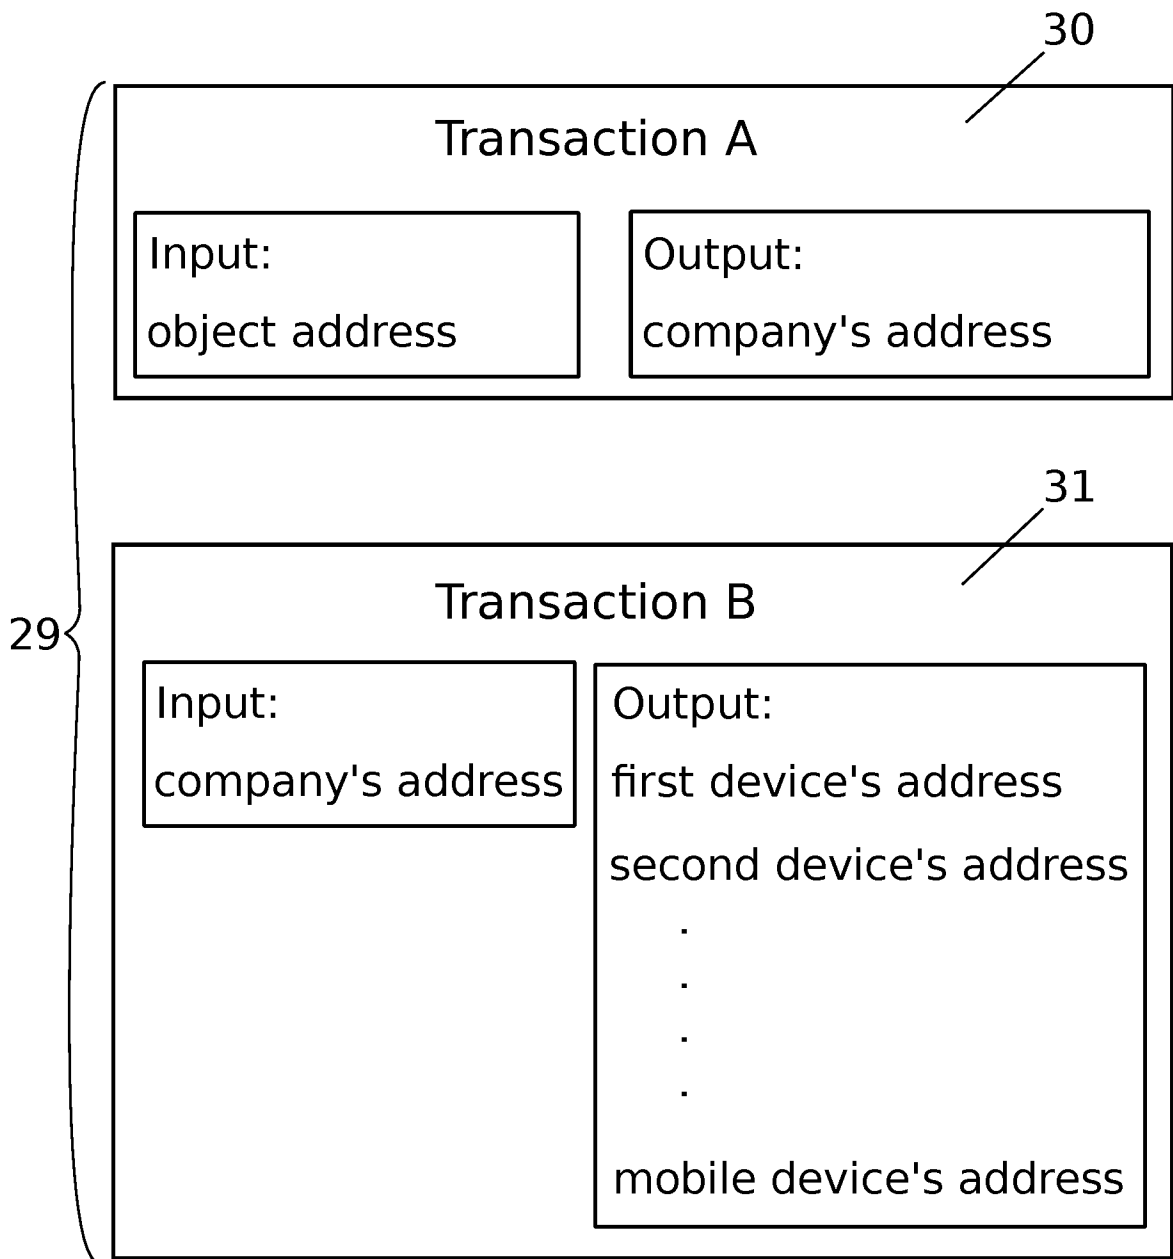 30
Transaction A
Input:
object address
Output:
company's address
31
Transaction B
29
Input:
company's address
Output:
first device's address
second device's address
.
.
.
.
mobile device's address